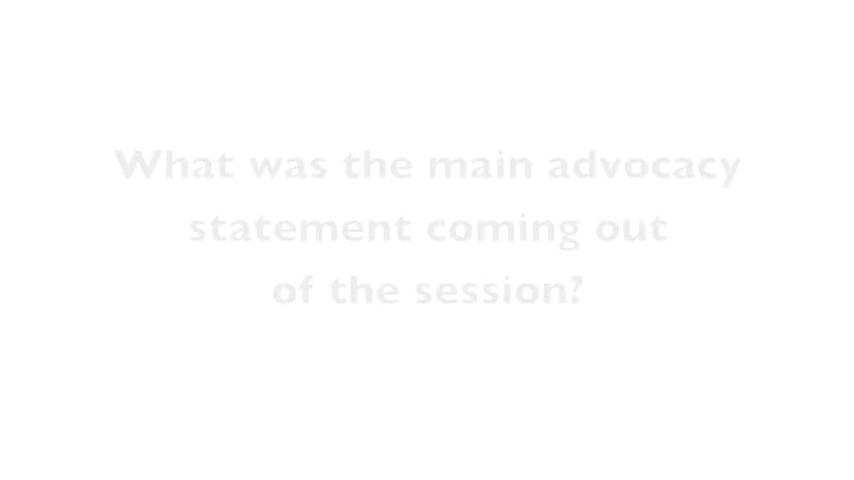 What was the main advocacy
statement coming out
of the session?